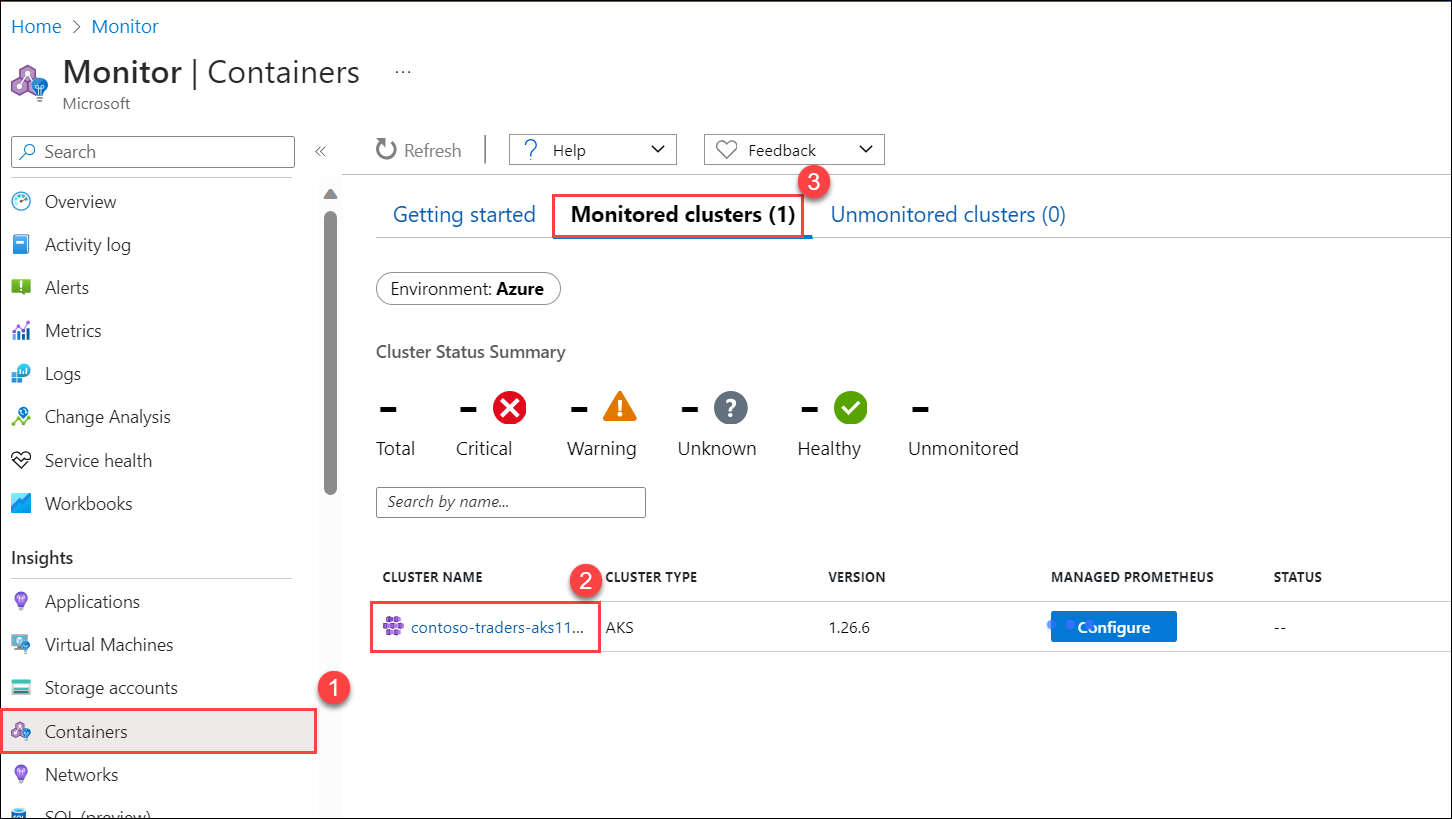 Home > Monitor
Monitor | Containers ...
Microsoft
Search «
Overview
Activity log
Alerts
Metrics
Logs
Change Analysis
Service health
Workbooks
Insights
Applications
Virtual Machines
Storage accounts
1
Containers
Networks
SQL (preview)
Refresh | ? Help Feedback
3
Getting started Monitored clusters (1) Unmonitored clusters (0)
Environment: Azure
Cluster Status Summary
- - - ! - ? - -
Total Critical Warning Unknown Healthy Unmonitored
Search by name...
CLUSTER NAME 2 CLUSTER TYPE VERSION MANAGED PROMETHEUS STATUS
contoso-traders-aks11... AKS 1.26.6 Configure --